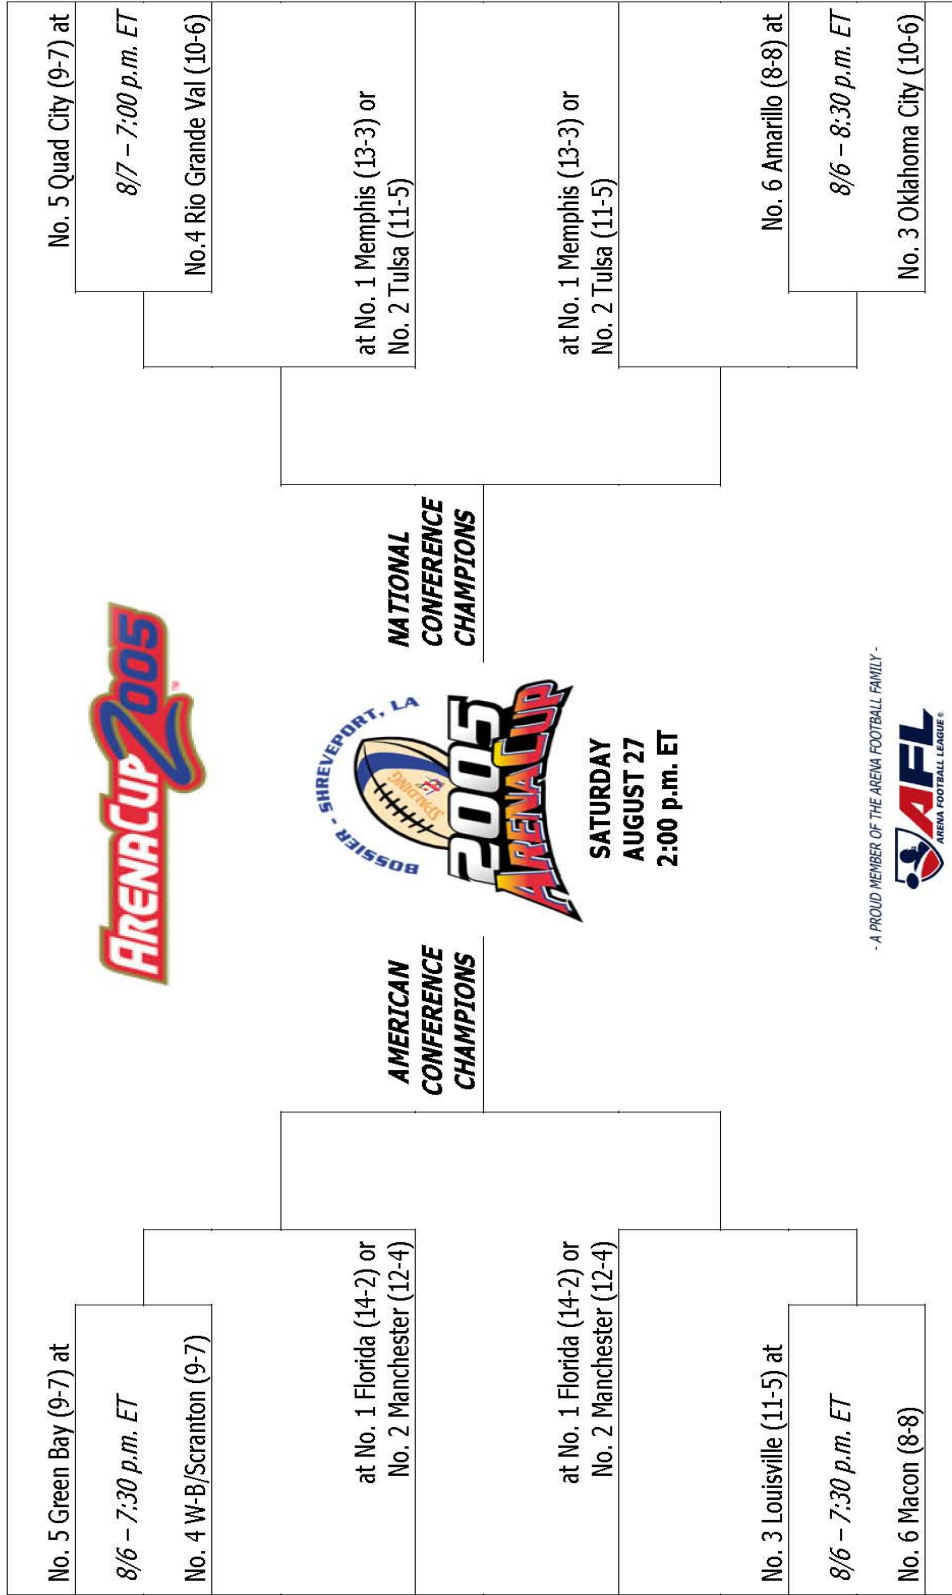 No. 5 Green Bay (9-7) at
8/6 – 7:30 p.m. ET
No. 4 W-B/Scranton (9-7)
at No. 1 Florida (14-2) or
No. 2 Manchester (12-4)
at No. 1 Florida (14-2) or
No. 2 Manchester (12-4)
No. 3 Louisville (11-5) at
8/6 – 7:30 p.m. ET
No. 6 Macon (8-8)
AMERICAN
CONFERENCE
CHAMPIONS
ARENACUP 2005
TM
BOSSIER - SHREVEPORT, LA
SPALDING
2005
ARENACUP
SATURDAY
AUGUST 27
2:00 p.m. ET
- A PROUD MEMBER OF THE ARENA FOOTBALL FAMILY -
AFL
ARENA FOOTBALL LEAGUE®
NATIONAL
CONFERENCE
CHAMPIONS
No. 5 Quad City (9-7) at
8/7 – 7:00 p.m. ET
No.4 Rio Grande Val (10-6)
at No. 1 Memphis (13-3) or
No. 2 Tulsa (11-5)
at No. 1 Memphis (13-3) or
No. 2 Tulsa (11-5)
No. 6 Amarillo (8-8) at
8/6 – 8:30 p.m. ET
No. 3 Oklahoma City (10-6)